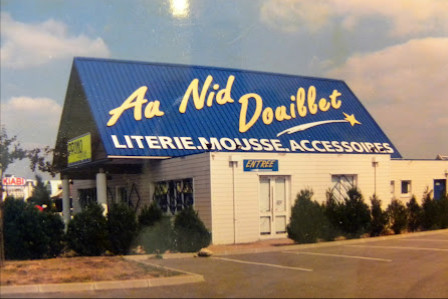 Au Nid Douillet
LITERIE.MOUSSE.ACCESSOIRES
ENTREE